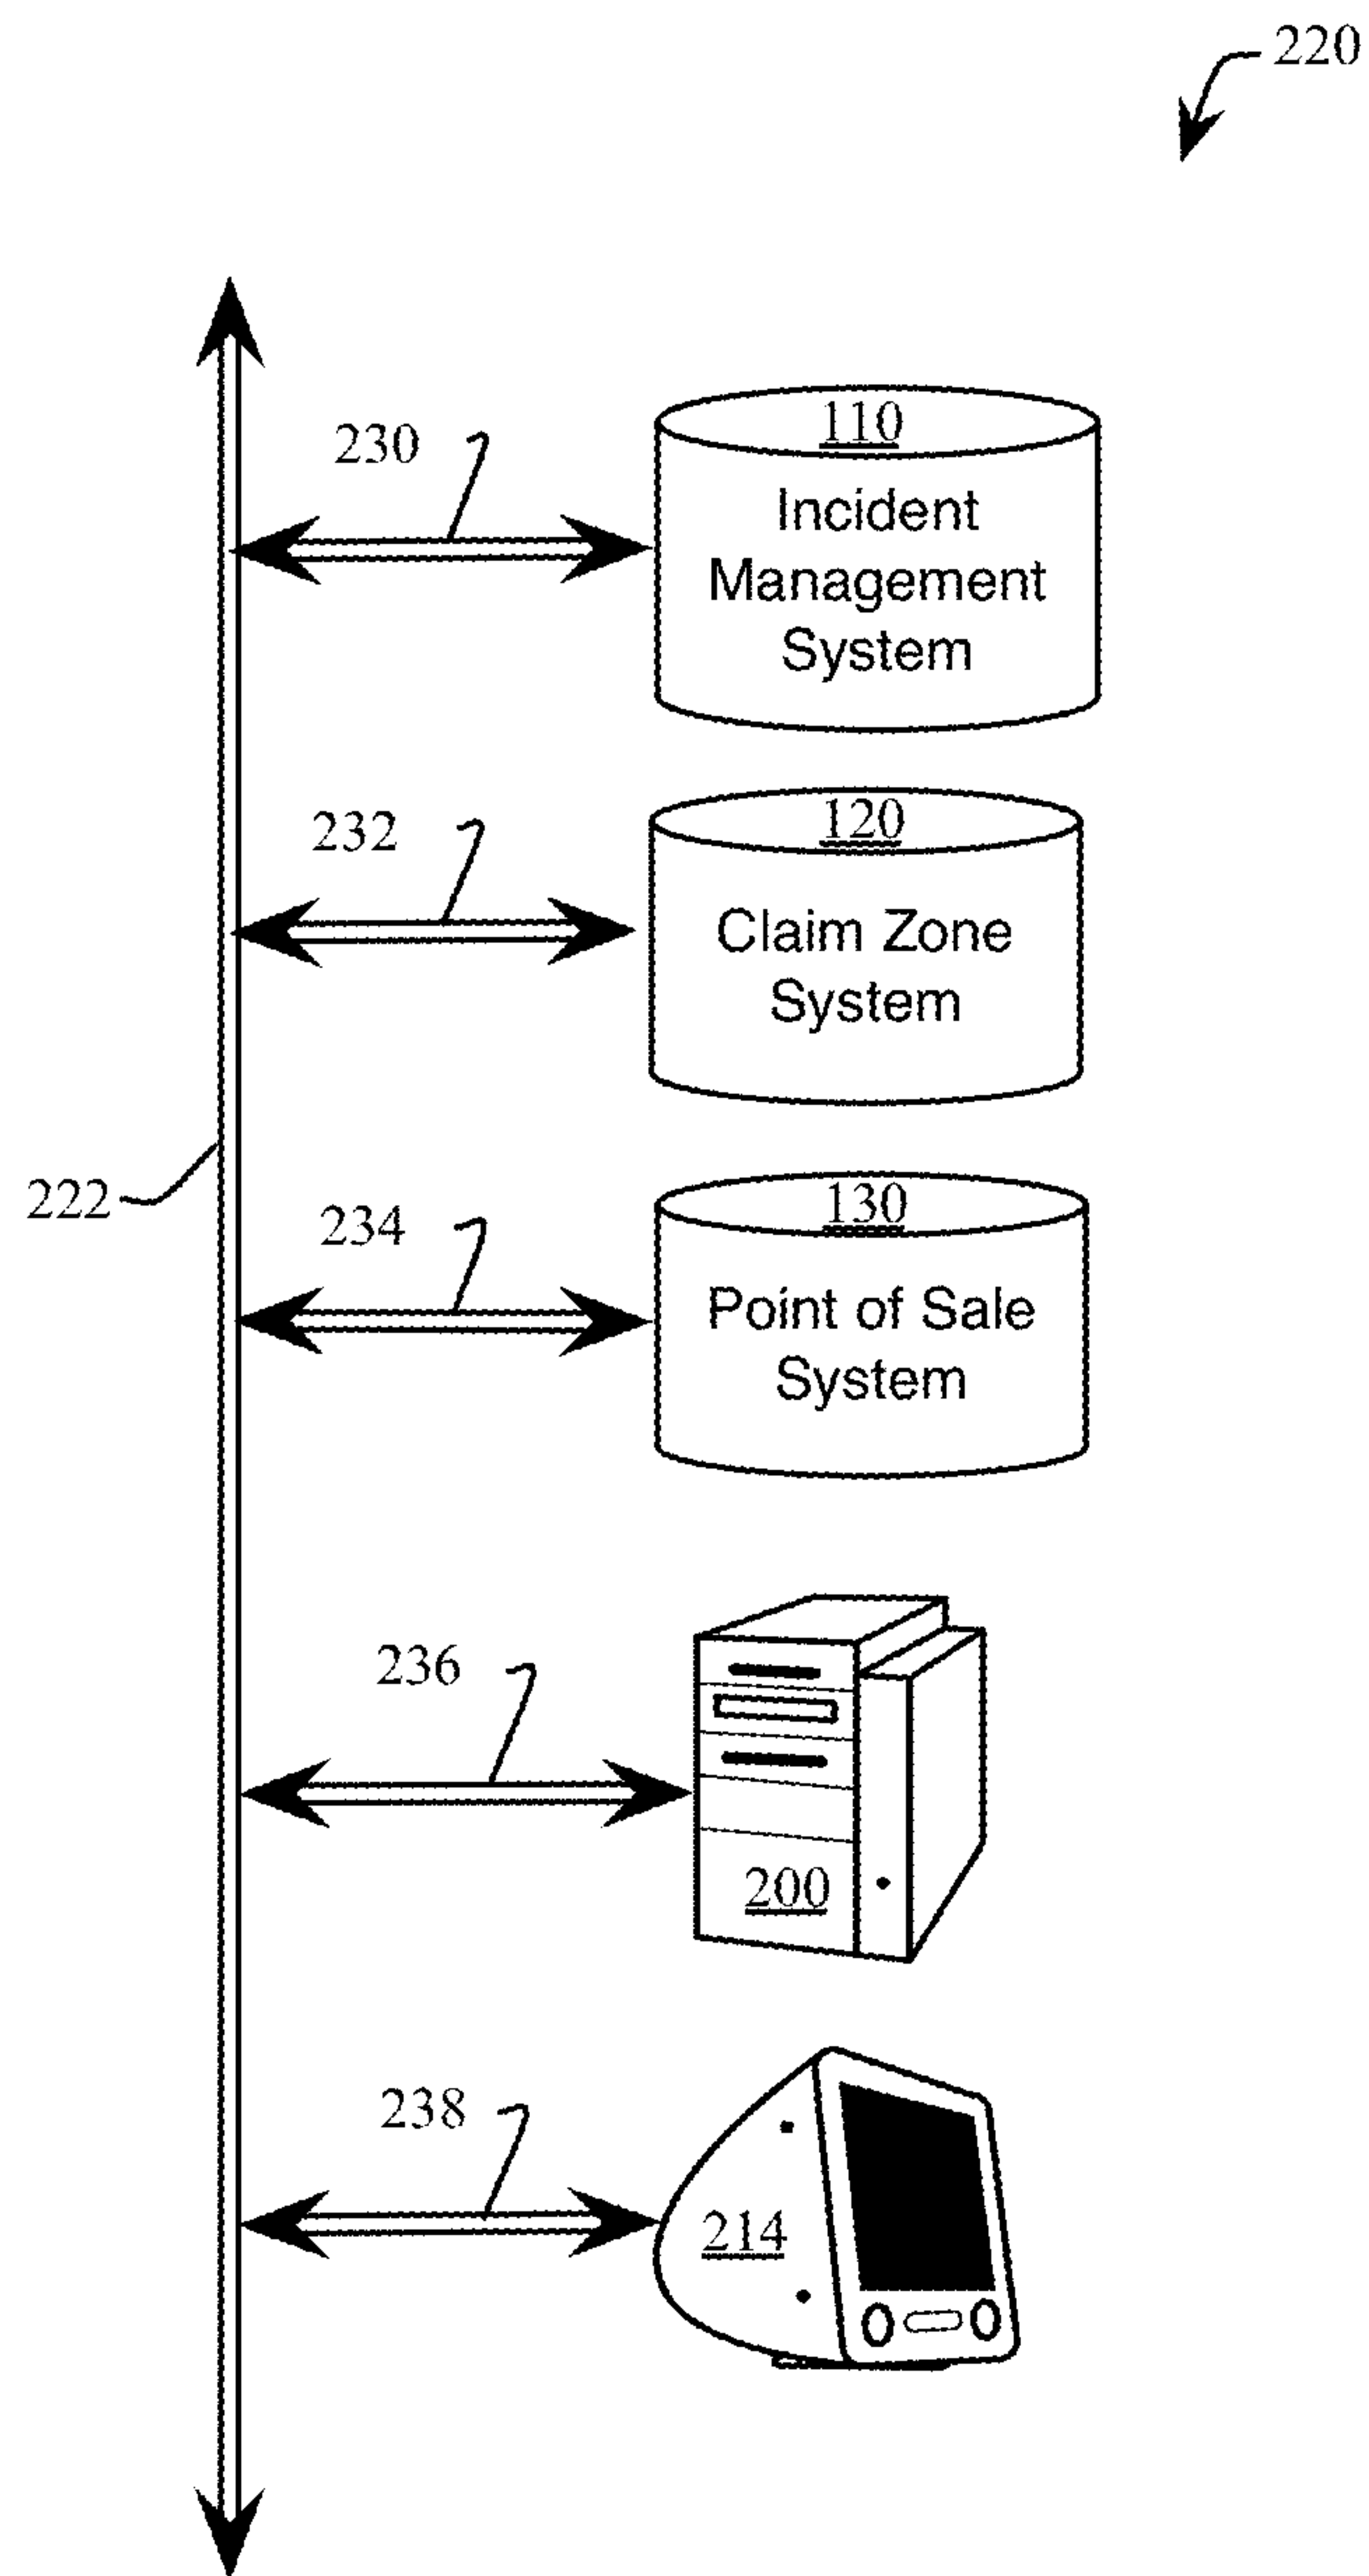 220
110
230
Incident
Management
System
120
232
Claim Zone
System
222
130
234
Point of Sale
System
236
200
238
214